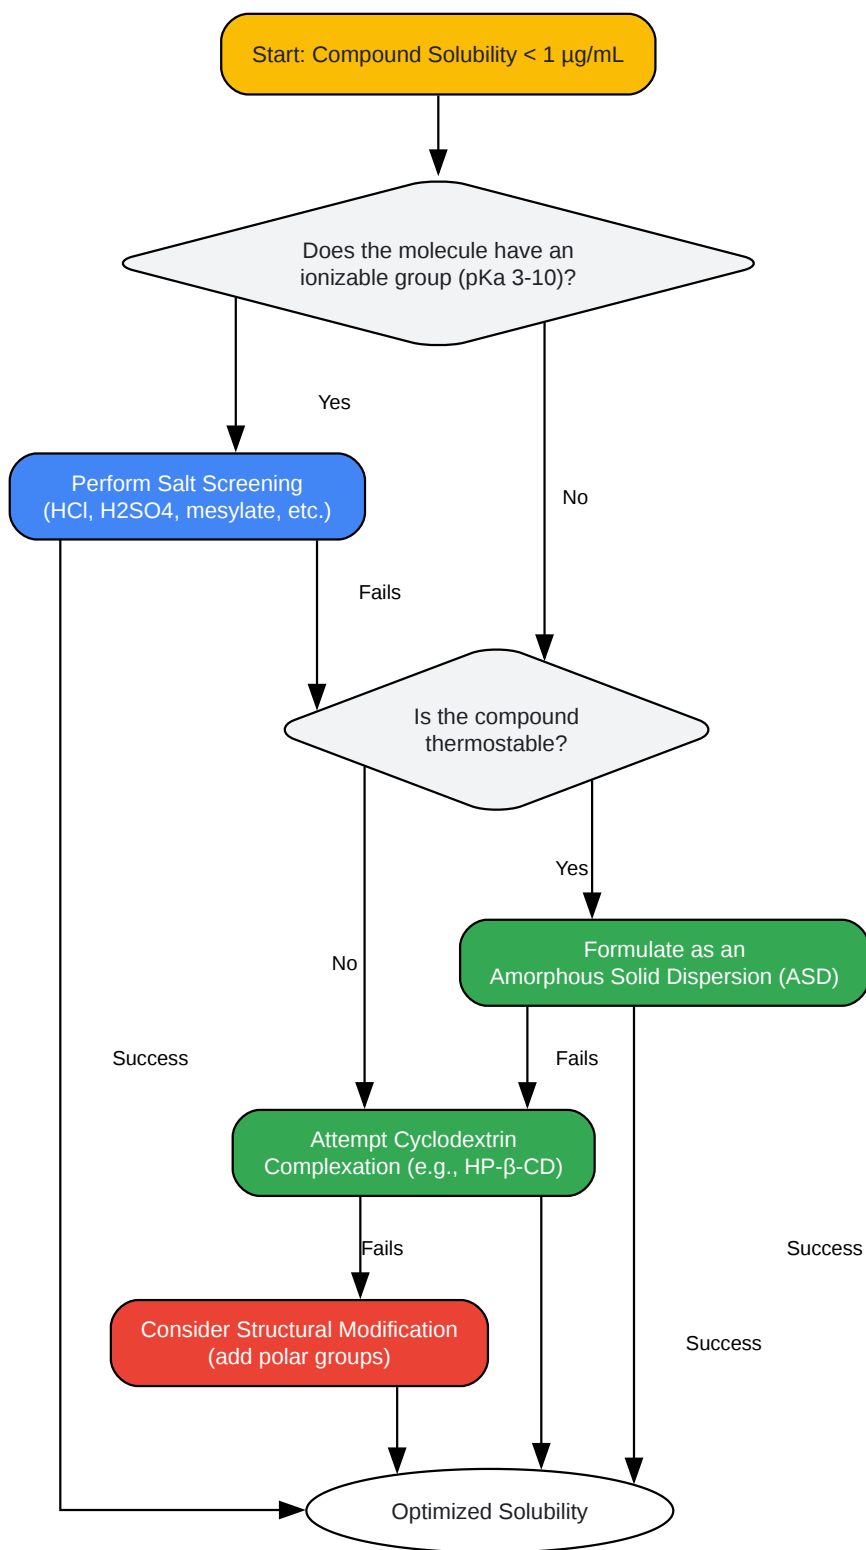 Start: Compound Solubility < 1 µg/mL
Does the molecule have an
ionizable group (pKa 3-10)?
Yes
Perform Salt Screening
(HCl, H2SO4, mesylate, etc.)
No
Fails
Is the compound
thermostable?
Yes
Formulate as an
Amorphous Solid Dispersion (ASD)
No
Success
Fails
Attempt Cyclodextrin
Complexation (e.g., HP-β-CD)
Fails
Success
Consider Structural Modification
(add polar groups)
Success
Optimized Solubility